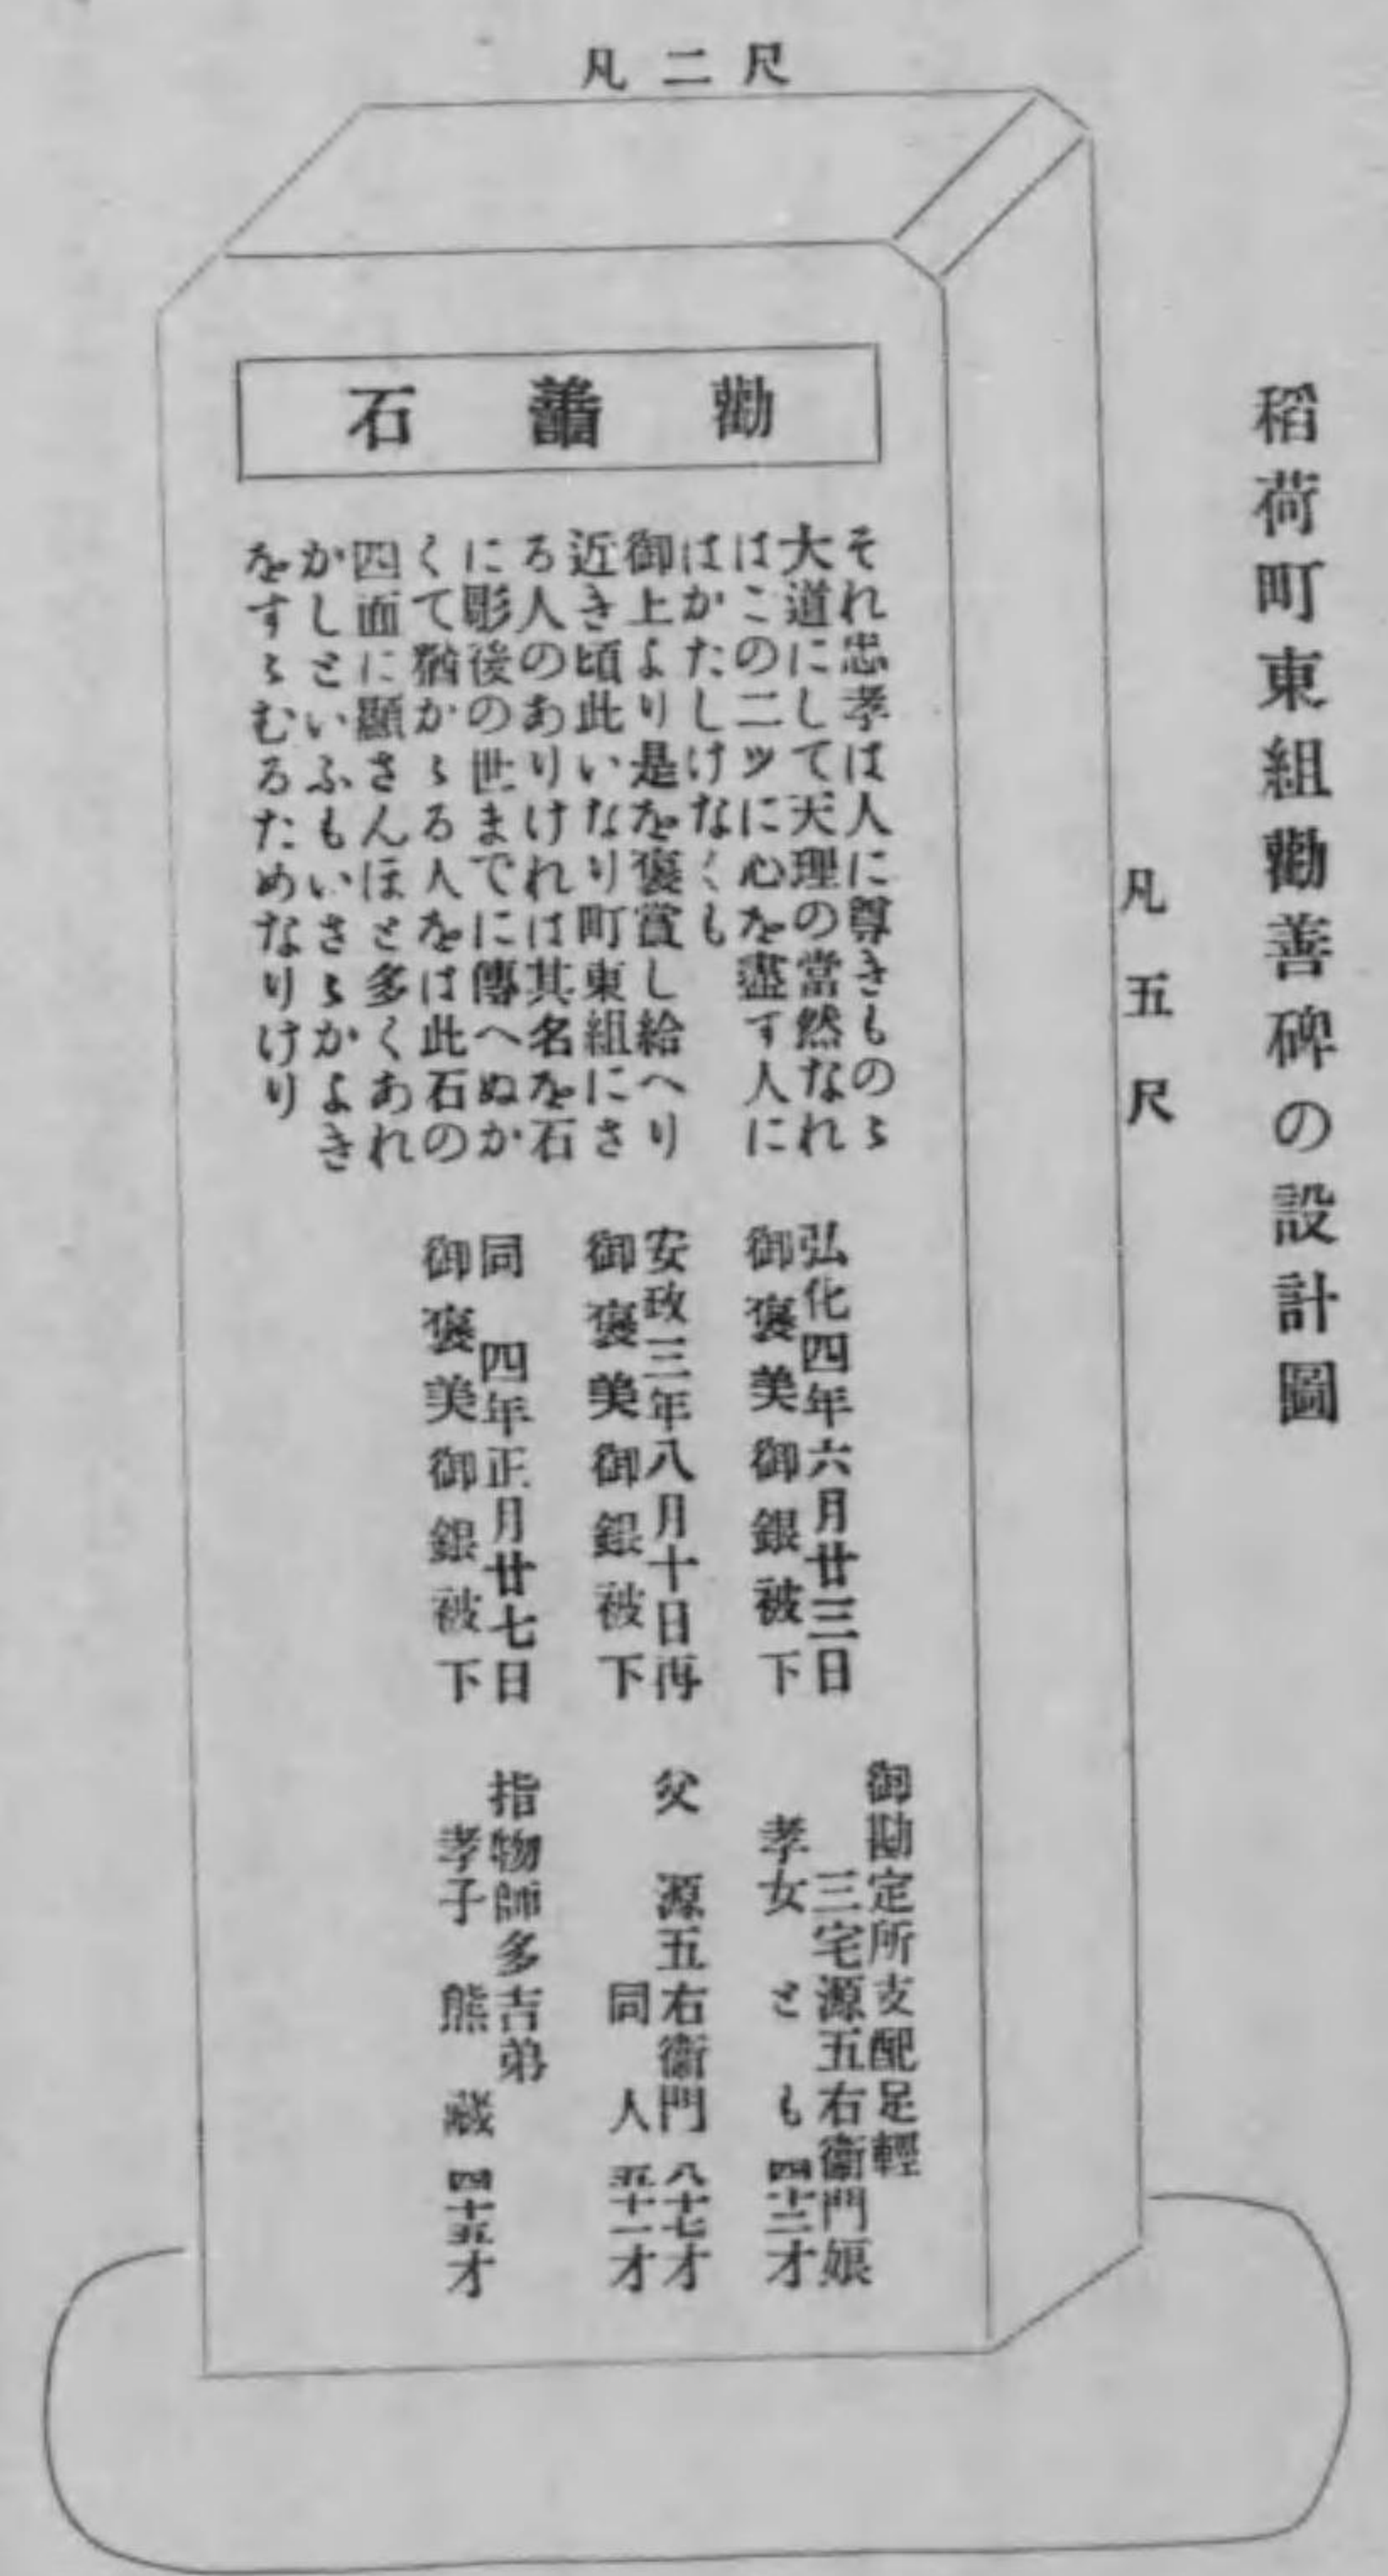 稻荷町東組勸善碑の設計圖
凡二尺
凡五尺
勸譱石
それ忠孝は人に尊きものゝ
大道にして天理の當然なれ
はこの二ッに心を盡す人に
はかたしけなくも
御上より是を褒賞し給へり
近き頃此いなり町東組にさ
る人のありけれは其名を石
に彫後の世までに傳へぬか
くて猶かゝる人をは此石の
四面に顯さんほと多くあれ
かしといふもいさゝかよき
をすゝむるためなりけり
弘化四年六月廿三日
御褒美御銀被下
安政三年八月十日再
御褒美御銀被下
同 四年正月廿七日
御褒美御銀被下
御勘定所支配足輕
三宅源五右衞門娘
孝女 とも 四十二才
父 源五右衞門 八十七才
同人 五十一才
指物師多吉弟
孝子 熊藏 四十五才